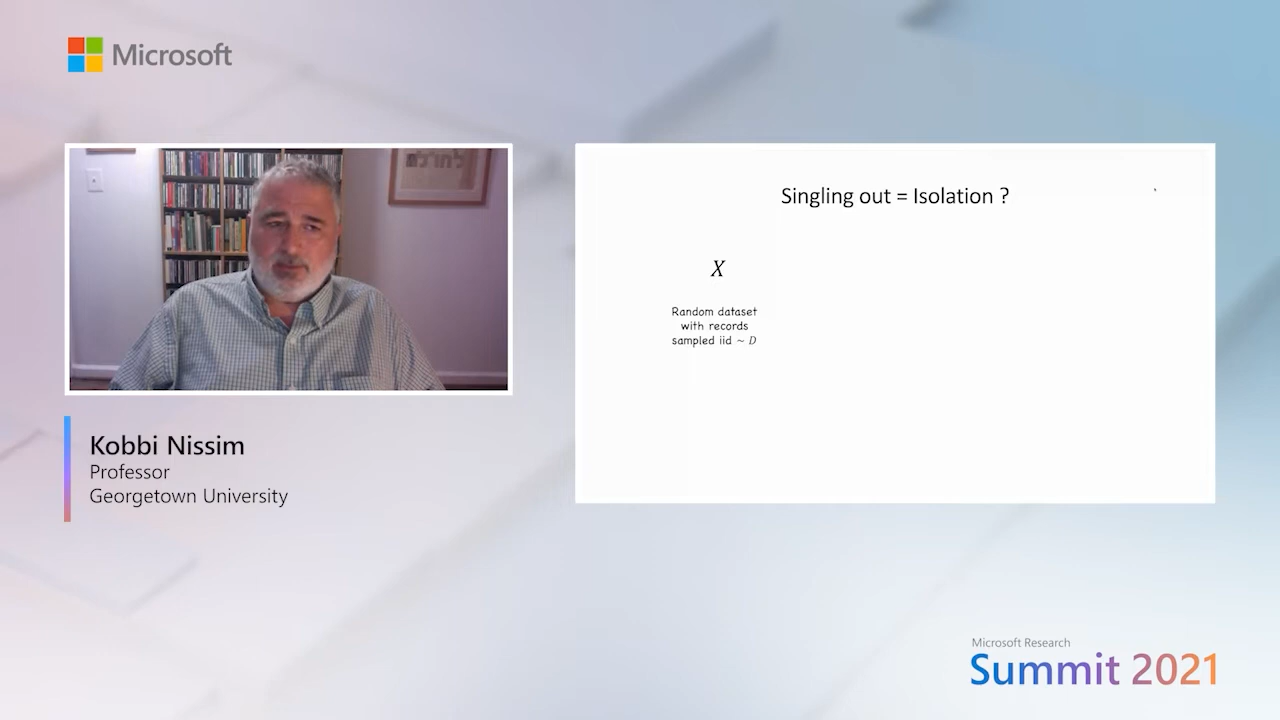 Microsoft
Singling out = Isolation ?
X
Random dataset
with records
sampled iid ~ D
Kobbi Nissim
Professor
Georgetown University
Microsoft Research
Summit 2021